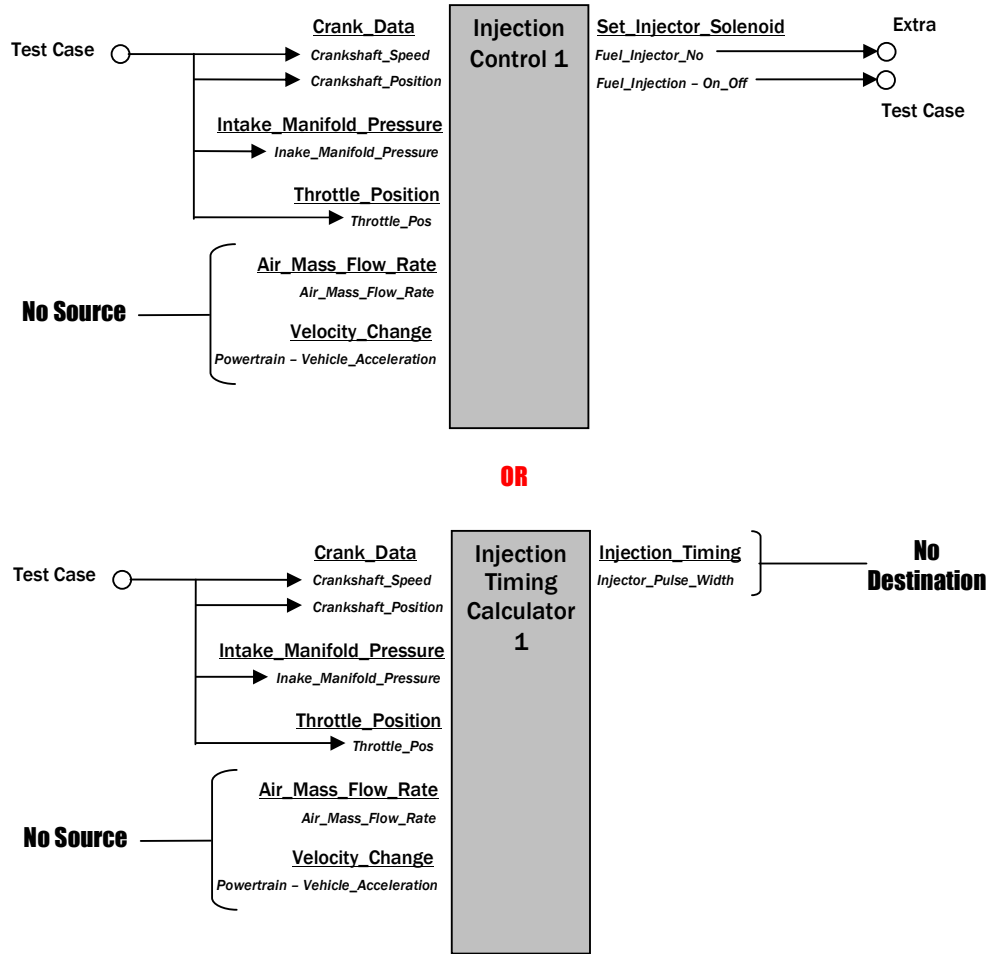 Crank_Data
Injection
Control 1
Set_Injector_Solenoid
Extra
Test Case
Crankshaft_Speed
Fuel_Injector_No
Crankshaft_Position
Fuel_Injection – On_Off
Test Case
Intake_Manifold_Pressure
Inake_Manifold_Pressure
Throttle_Position
Throttle_Pos
Air_Mass_Flow_Rate
Air_Mass_Flow_Rate
No Source
Velocity_Change
Powertrain – Vehicle_Acceleration
OR
Crank_Data
Injection
Timing
Calculator
1
Injection_Timing
No
Destination
Test Case
Crankshaft_Speed
Injector_Pulse_Width
Crankshaft_Position
Intake_Manifold_Pressure
Inake_Manifold_Pressure
Throttle_Position
Throttle_Pos
Air_Mass_Flow_Rate
Air_Mass_Flow_Rate
No Source
Velocity_Change
Powertrain – Vehicle_Acceleration